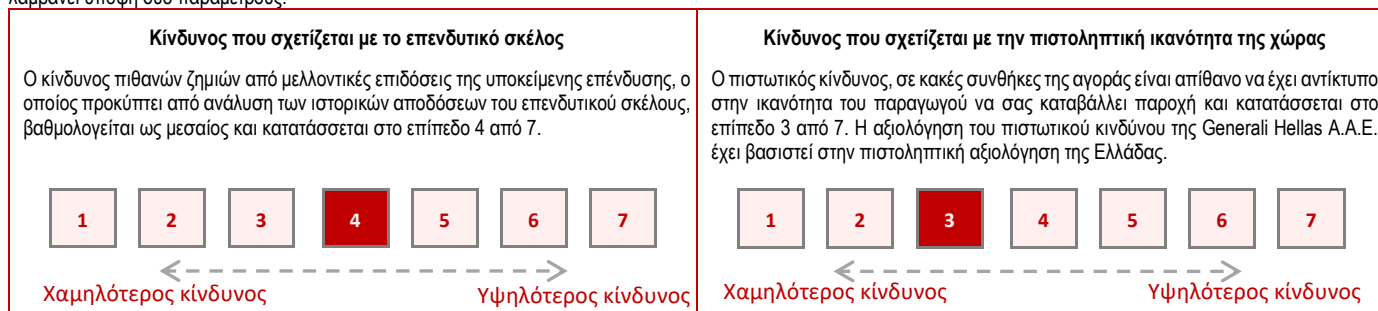 λαμβάνει υπόψη δύο παραμέτρους:
Κίνδυνος που σχετίζεται με το επενδυτικό σκέλος
Ο κίνδυνος πιθανών ζημιών από μελλοντικές επιδόσεις της υποκείμενης επένδυσης, ο
οποίος προκύπτει από ανάλυση των ιστορικών αποδόσεων του επενδυτικού σκέλους,
βαθμολογείται ως μεσαίος και κατατάσσεται στο επίπεδο 4 από 7.
1 2 3 4 5 6 7
Χαμηλότερος κίνδυνος Υψηλότερος κίνδυνος
Κίνδυνος που σχετίζεται με την πιστοληπτική ικανότητα της χώρας
Ο πιστωτικός κίνδυνος, σε κακές συνθήκες της αγοράς είναι απίθανο να έχει αντίκτυπο
στην ικανότητα του παραγωγού να σας καταβάλλει παροχή και κατατάσσεται στο
επίπεδο 3 από 7. Η αξιολόγηση του πιστωτικού κινδύνου της Generali Hellas A.A.E.
έχει βασιστεί στην πιστοληπτική αξιολόγηση της Ελλάδας.
1 2 3 4 5 6 7
Χαμηλότερος κίνδυνος Υψηλότερος κίνδυνος